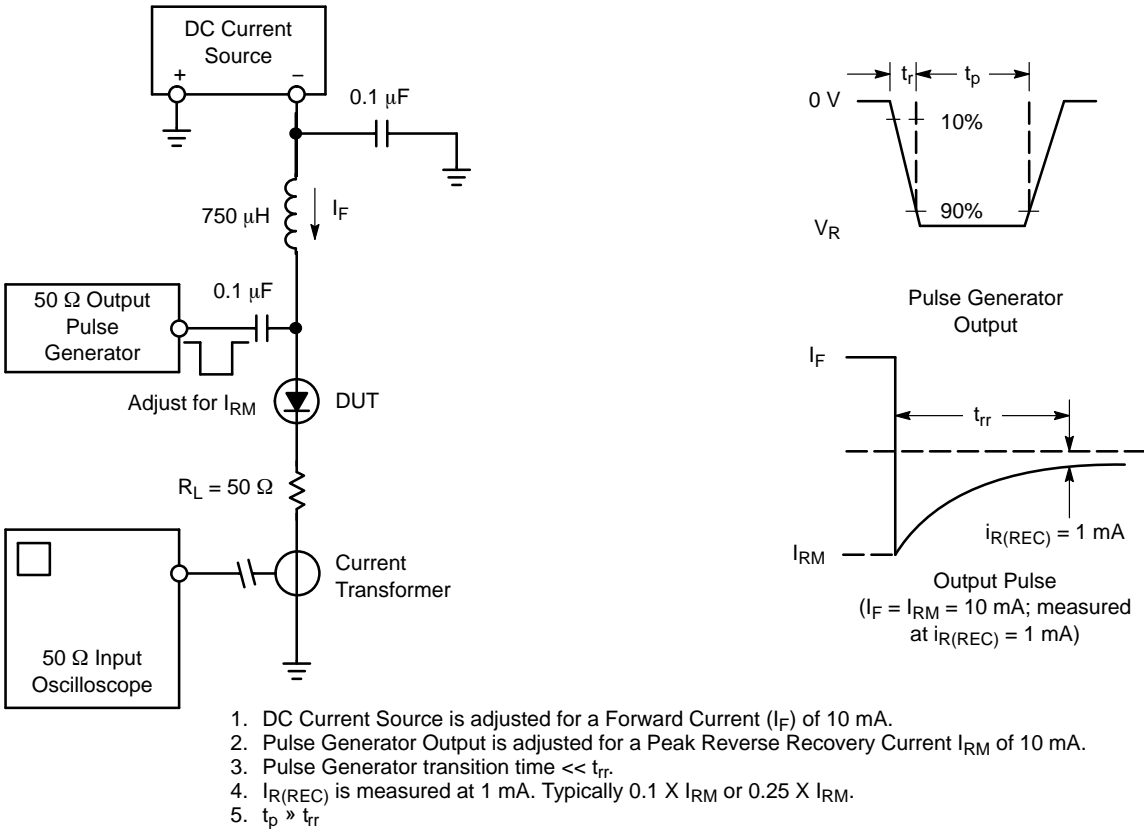 DC Current
Source
+
−
0.1 μF
750 μH
I_F
50 Ω Output
Pulse
Generator
0.1 μF
Adjust for I_RM
DUT
R_L = 50 Ω
Current
Transformer
50 Ω Input
Oscilloscope
t_r
t_p
0 V
10%
90%
V_R
Pulse Generator
Output
I_F
t_rr
i_R(REC) = 1 mA
I_RM
Output Pulse
(I_F = I_RM = 10 mA; measured
at i_R(REC) = 1 mA)
1. DC Current Source is adjusted for a Forward Current (I_F) of 10 mA.
2. Pulse Generator Output is adjusted for a Peak Reverse Recovery Current I_RM of 10 mA.
3. Pulse Generator transition time << t_rr.
4. I_R(REC) is measured at 1 mA. Typically 0.1 X I_RM or 0.25 X I_RM.
5. t_p » t_rr